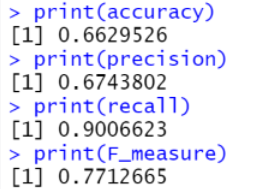 > print(accuracy)
[1] 0.6629526
> print(precision)
[1] 0.6743802
> print(recall)
[1] 0.9006623
> print(F_measure)
[1] 0.7712665